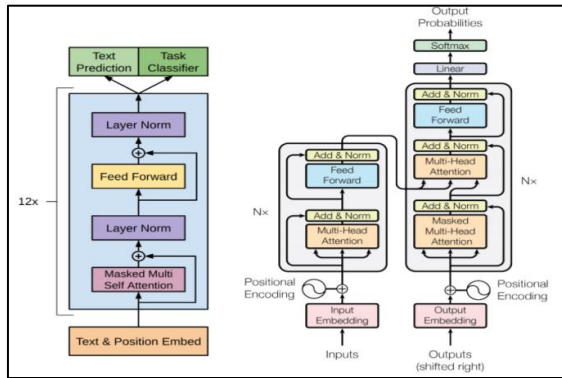 Text
Prediction
Task
Classifier
Layer Norm
Feed Forward
12x
Layer Norm
Masked Multi
Self Attention
Text & Position Embed
Output
Probabilities
Softmax
Linear
Add & Norm
Feed
Forward
Add & Norm
Add & Norm
Multi-Head
Attention
Feed
Forward
N×
N×
Add & Norm
Add & Norm
Multi-Head
Attention
Masked
Multi-Head
Attention
Positional
Encoding
Positional
Encoding
Input
Embedding
Output
Embedding
Inputs
Outputs
(shifted right)